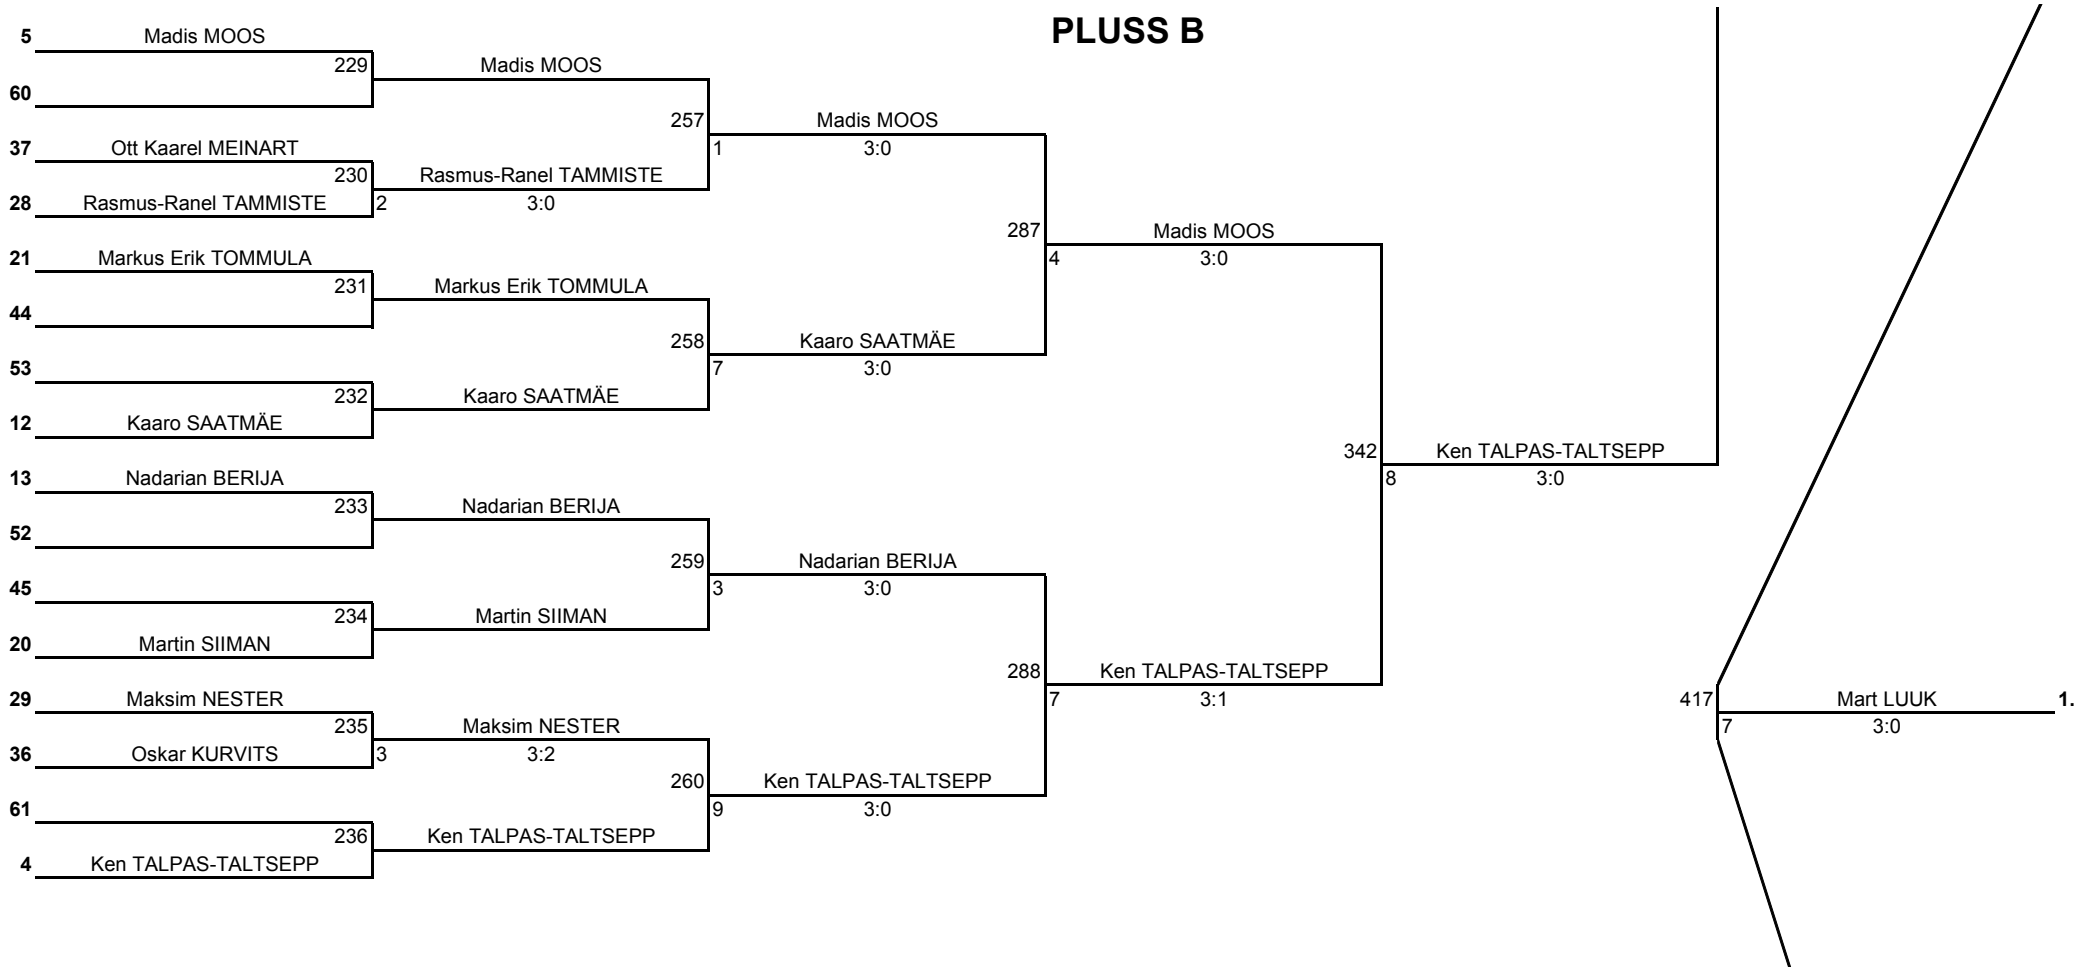 PLUSS B
5 Madis MOOS
229 Madis MOOS
60
257 Madis MOOS
37 Ott Kaarel MEINART
1 3:0
230 Rasmus-Ranel TAMMISTE
28 Rasmus-Ranel TAMMISTE 2 3:0
287 Madis MOOS
21 Markus Erik TOMMULA
4 3:0
231 Markus Erik TOMMULA
44
258 Kaaro SAATMÄE
53
7 3:0
232 Kaaro SAATMÄE
12 Kaaro SAATMÄE
342 Ken TALPAS-TALTSEPP
13 Nadarian BERIJA
8 3:0
233 Nadarian BERIJA
52
259 Nadarian BERIJA
45
3 3:0
234 Martin SIIMAN
20 Martin SIIMAN
288 Ken TALPAS-TALTSEPP
29 Maksim NESTER
7 3:1
417 Mart LUUK 1.
7 3:0
235 Maksim NESTER
36 Oskar KURVITS 3 3:2
260 Ken TALPAS-TALTSEPP
61
9 3:0
236 Ken TALPAS-TALTSEPP
4 Ken TALPAS-TALTSEPP